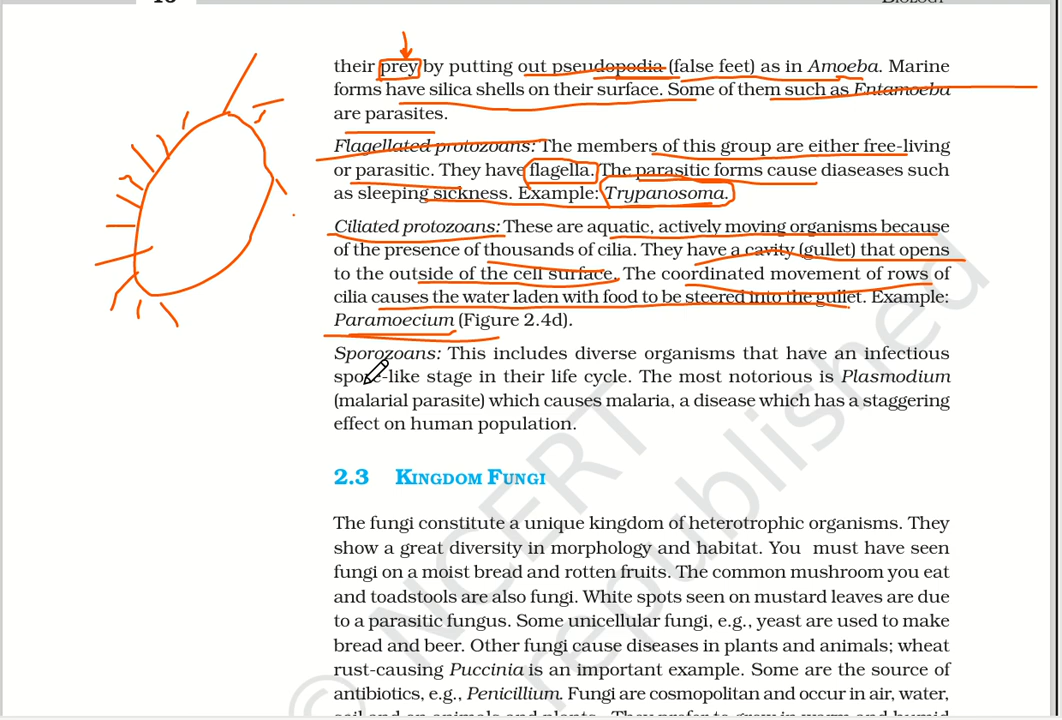 their prey by putting out pseudopodia (false feet) as in Amoeba. Marine
forms have silica shells on their surface. Some of them such as Entamoeba
are parasites.
Flagellated protozoans: The members of this group are either free-living
or parasitic. They have flagella. The parasitic forms cause diaseases such
as sleeping sickness. Example: Trypanosoma.
Ciliated protozoans: These are aquatic, actively moving organisms because
of the presence of thousands of cilia. They have a cavity (gullet) that opens
to the outside of the cell surface. The coordinated movement of rows of
cilia causes the water laden with food to be steered into the gullet. Example:
Paramoecium (Figure 2.4d).
Sporozoans: This includes diverse organisms that have an infectious
spore-like stage in their life cycle. The most notorious is Plasmodium
(malarial parasite) which causes malaria, a disease which has a staggering
effect on human population.
2.3 KINGDOM FUNGI
The fungi constitute a unique kingdom of heterotrophic organisms. They
show a great diversity in morphology and habitat. You must have seen
fungi on a moist bread and rotten fruits. The common mushroom you eat
and toadstools are also fungi. White spots seen on mustard leaves are due
to a parasitic fungus. Some unicellular fungi, e.g., yeast are used to make
bread and beer. Other fungi cause diseases in plants and animals; wheat
rust-causing Puccinia is an important example. Some are the source of
antibiotics, e.g., Penicillium. Fungi are cosmopolitan and occur in air, water,
© NCERT
republished